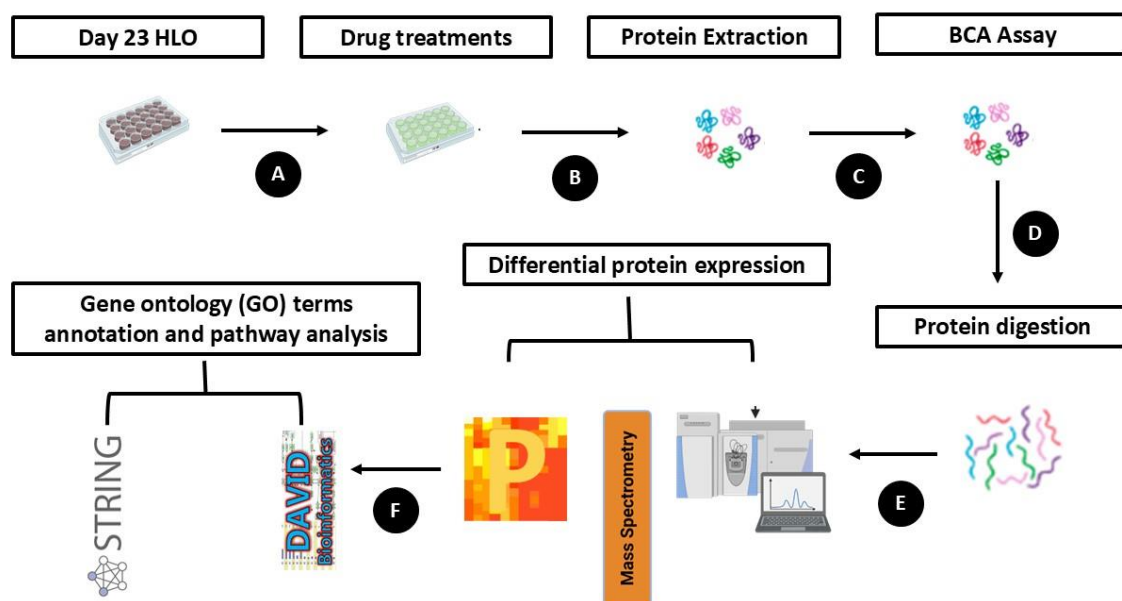 Day 23 HLO
Drug treatments
Protein Extraction
BCA Assay
A
B
C
D
Differential protein expression
Gene ontology (GO) terms
annotation and pathway analysis
Protein digestion
STRING
DAVID
Bioinformatics
F
P
Mass Spectrometry
E